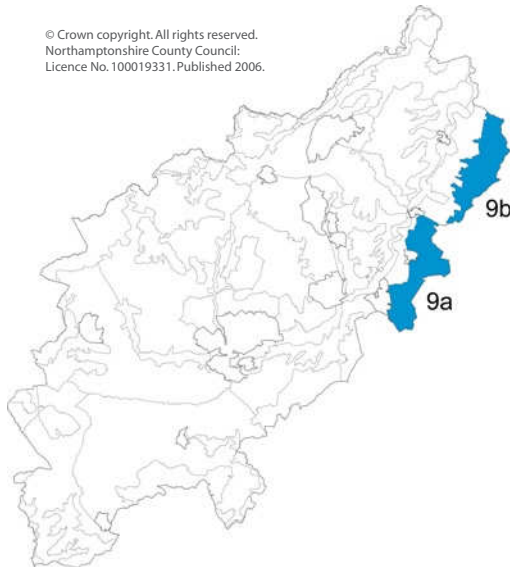 © Crown copyright. All rights reserved.
Northamptonshire County Council:
Licence No. 100019331. Published 2006.
9b
9a